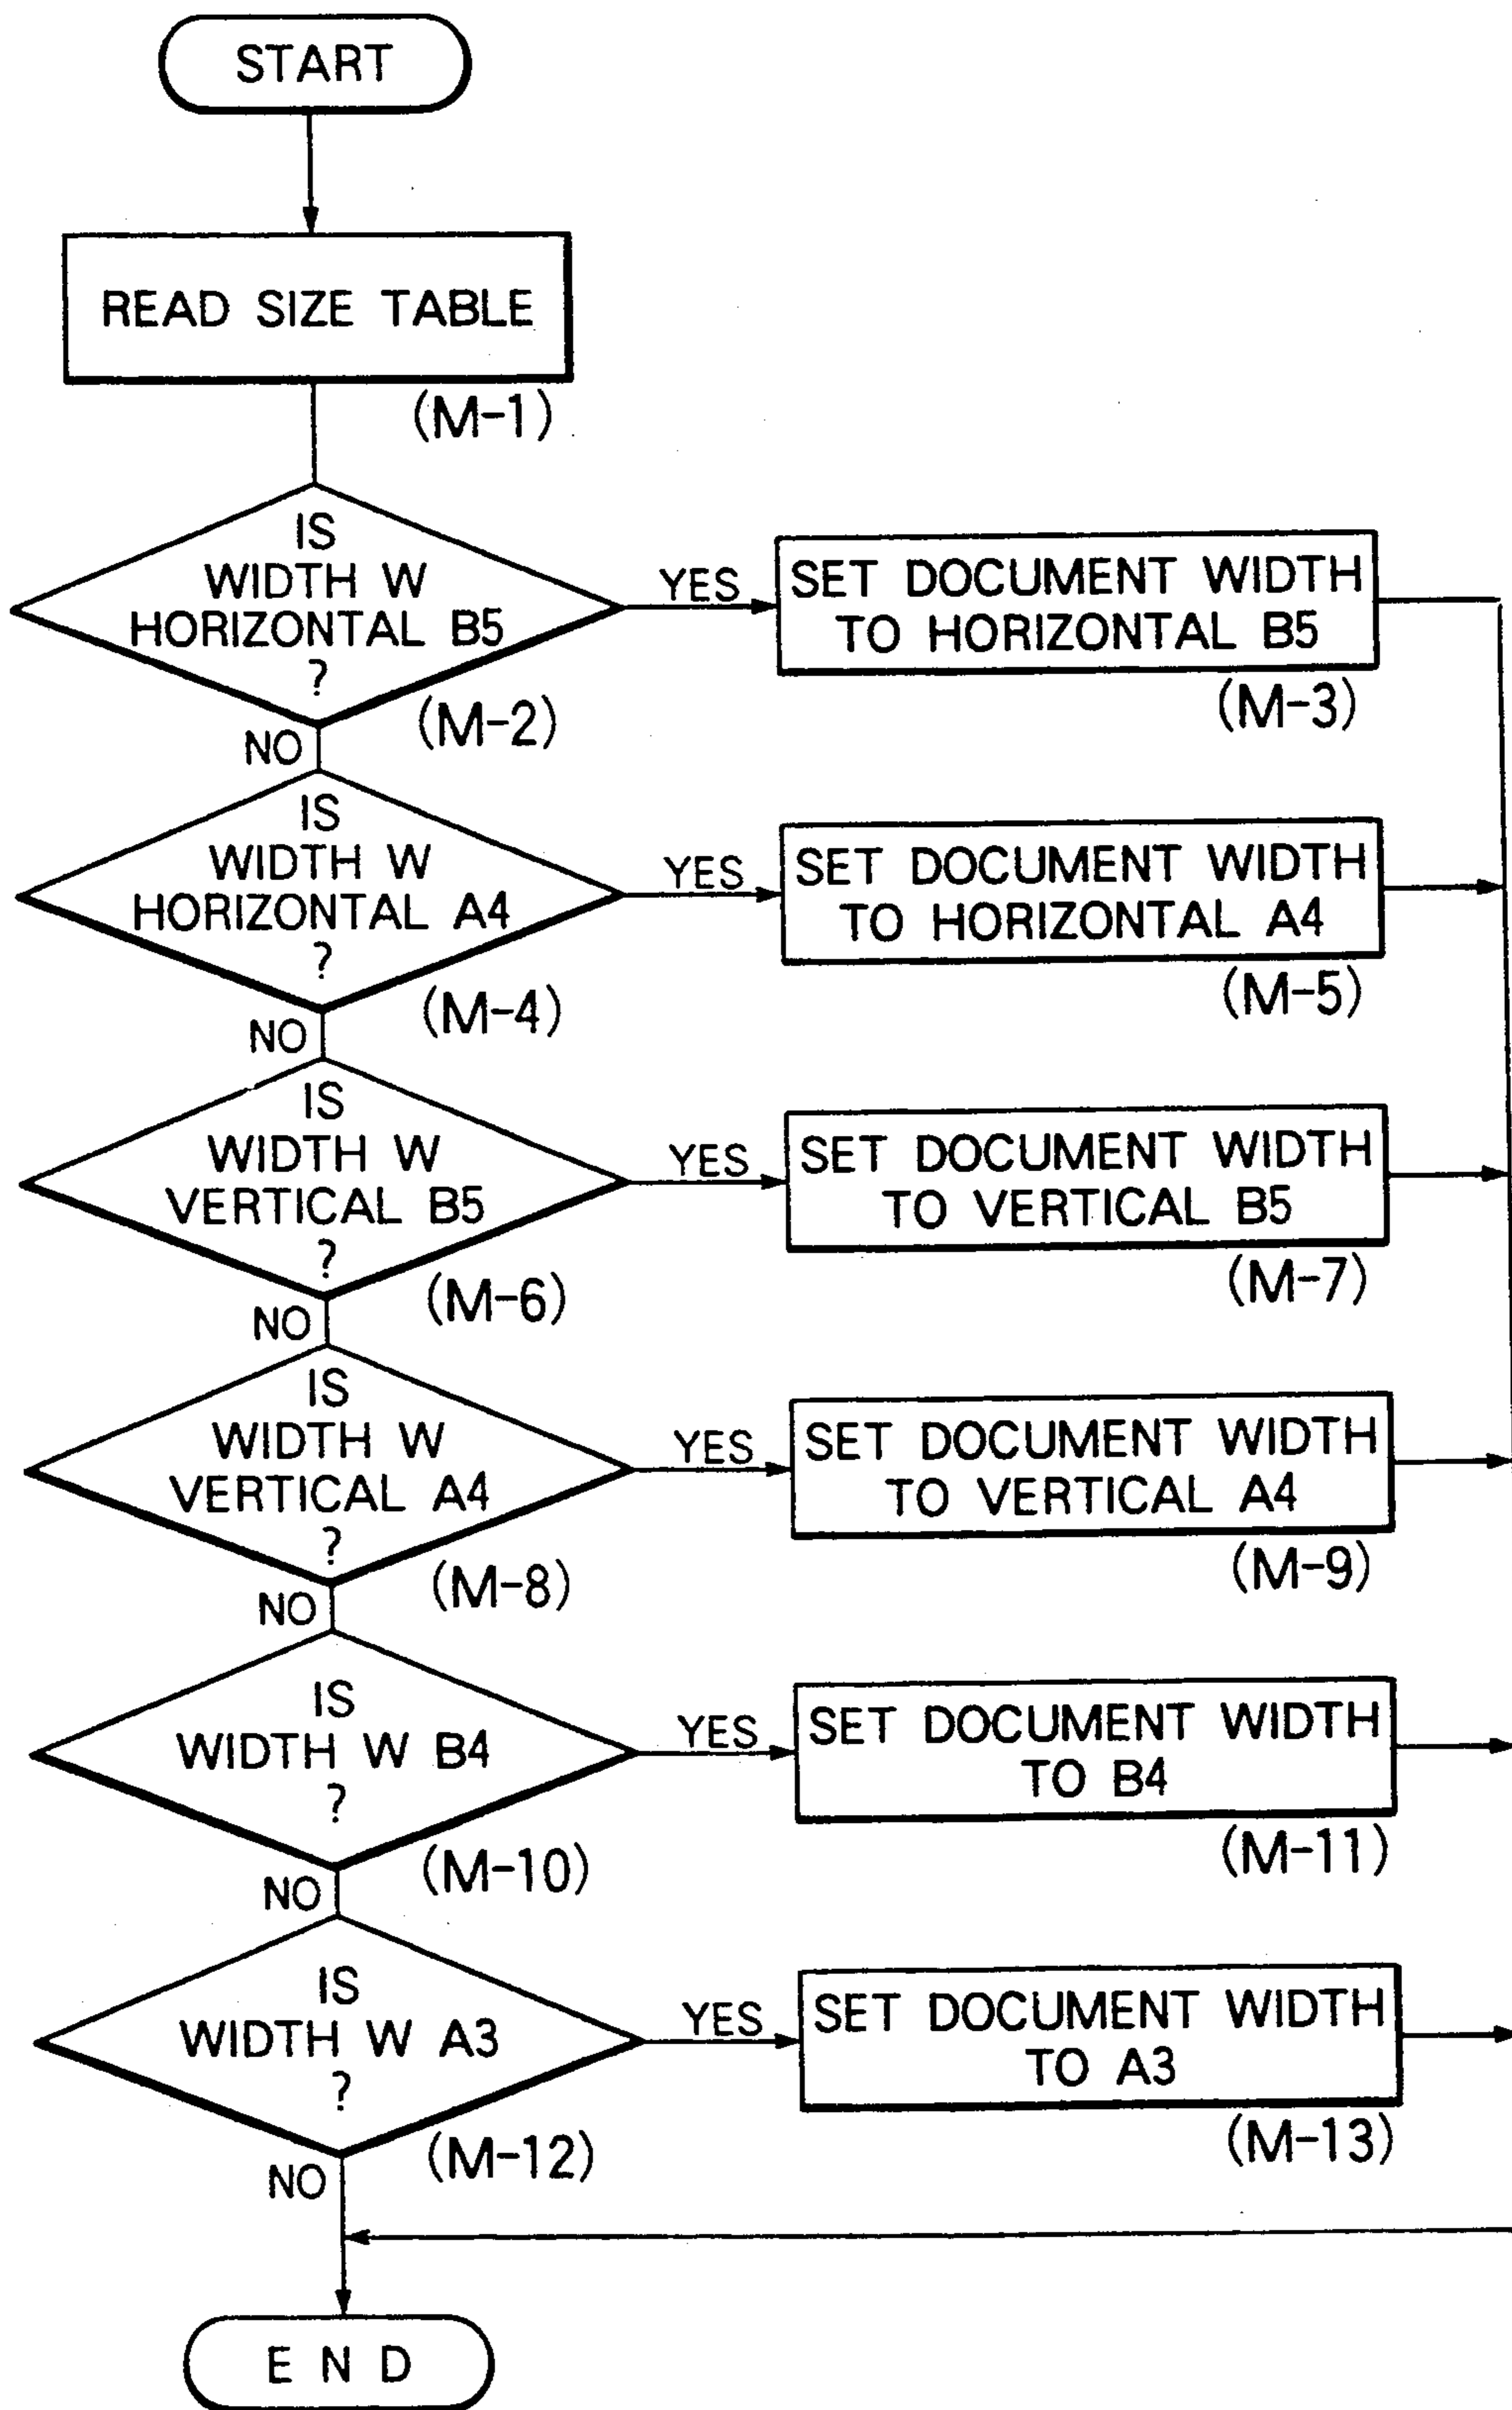 START
READ SIZE TABLE
(M-1)
IS
WIDTH W
HORIZONTAL B5
?
(M-2)
YES
SET DOCUMENT WIDTH
TO HORIZONTAL B5
(M-3)
NO
IS
WIDTH W
HORIZONTAL A4
?
(M-4)
YES
SET DOCUMENT WIDTH
TO HORIZONTAL A4
(M-5)
NO
IS
WIDTH W
VERTICAL B5
?
(M-6)
YES
SET DOCUMENT WIDTH
TO VERTICAL B5
(M-7)
NO
IS
WIDTH W
VERTICAL A4
?
(M-8)
YES
SET DOCUMENT WIDTH
TO VERTICAL A4
(M-9)
NO
IS
WIDTH W B4
?
(M-10)
YES
SET DOCUMENT WIDTH
TO B4
(M-11)
NO
IS
WIDTH W A3
?
(M-12)
YES
SET DOCUMENT WIDTH
TO A3
(M-13)
NO
END